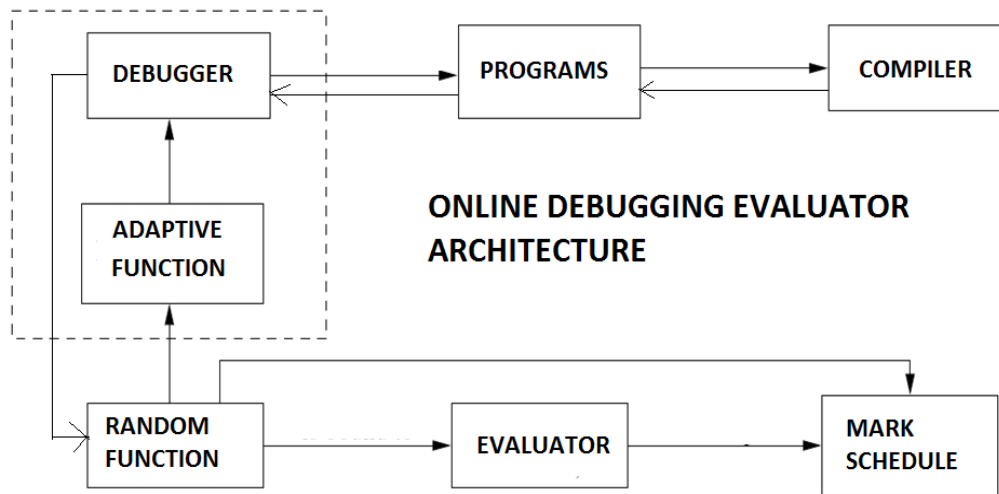 DEBUGGER
PROGRAMS
COMPILER
ADAPTIVE
FUNCTION
ONLINE DEBUGGING EVALUATOR
ARCHITECTURE
RANDOM
FUNCTION
EVALUATOR
MARK
SCHEDULE